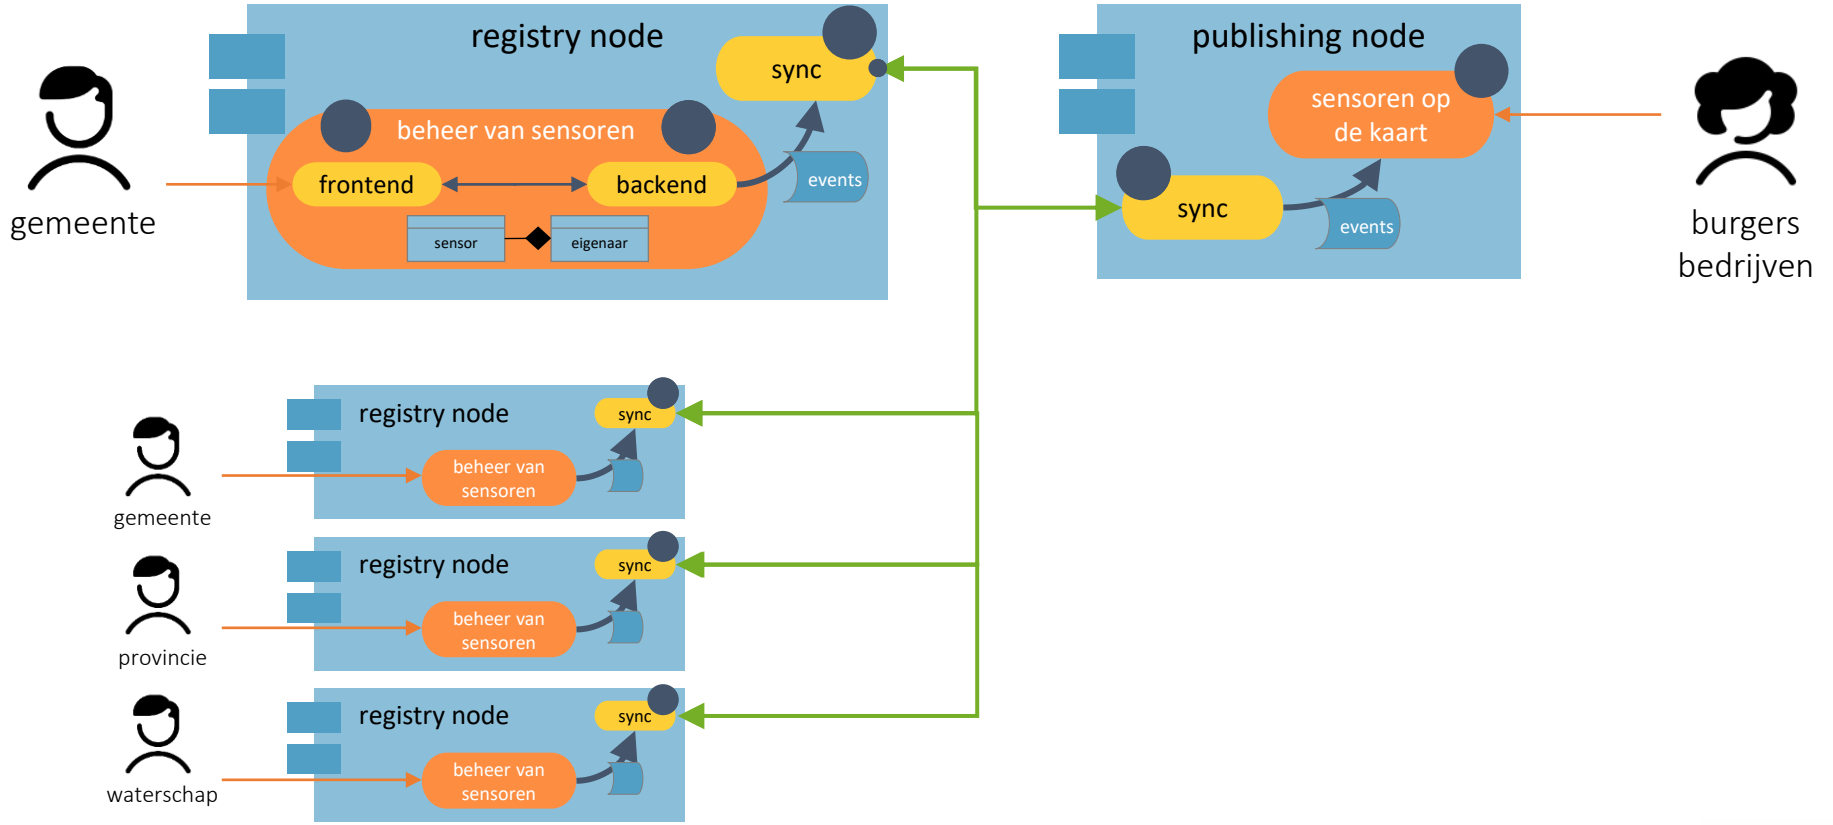 registry node
sync
beheer van sensoren
frontend
backend
events
sensor
eigenaar
gemeente
publishing node
sensoren op
de kaart
sync
events
burgers
bedrijven
registry node
sync
beheer van
sensoren
gemeente
registry node
sync
beheer van
sensoren
provincie
registry node
sync
beheer van
sensoren
waterschap